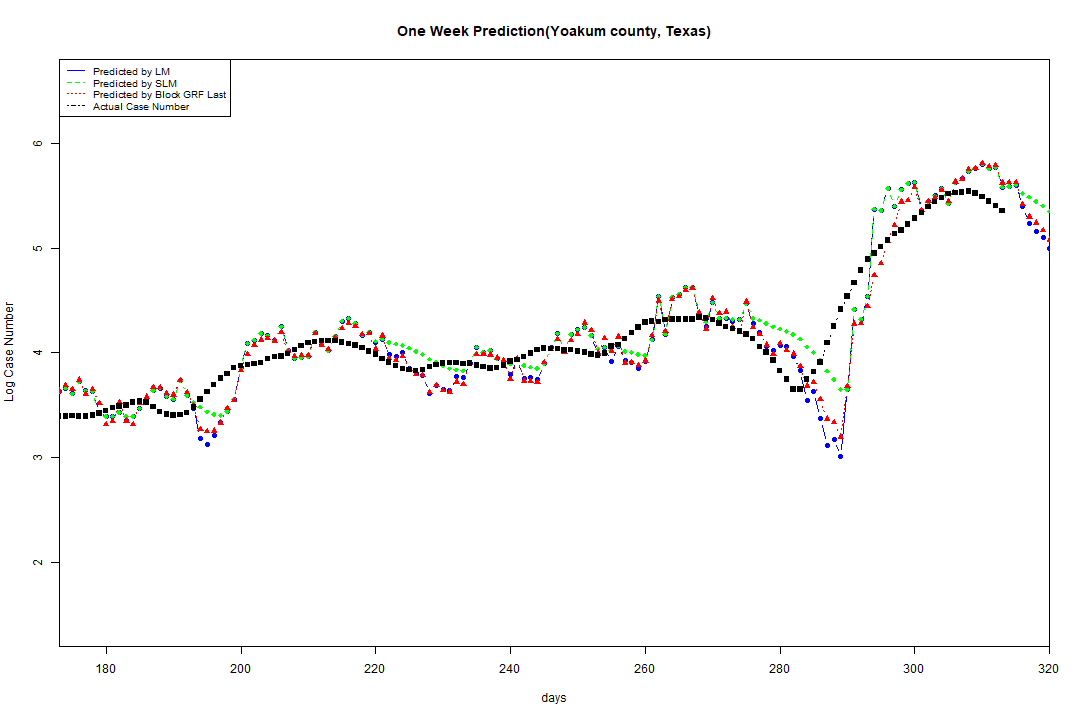 One Week Prediction(Yoakum county, Texas)
Predicted by LM
Predicted by SLM
Predicted by Block GRF Last
Actual Case Number
6
5
4
3
2
Log Case Number
180 200 220 240 260 280 300 320
days